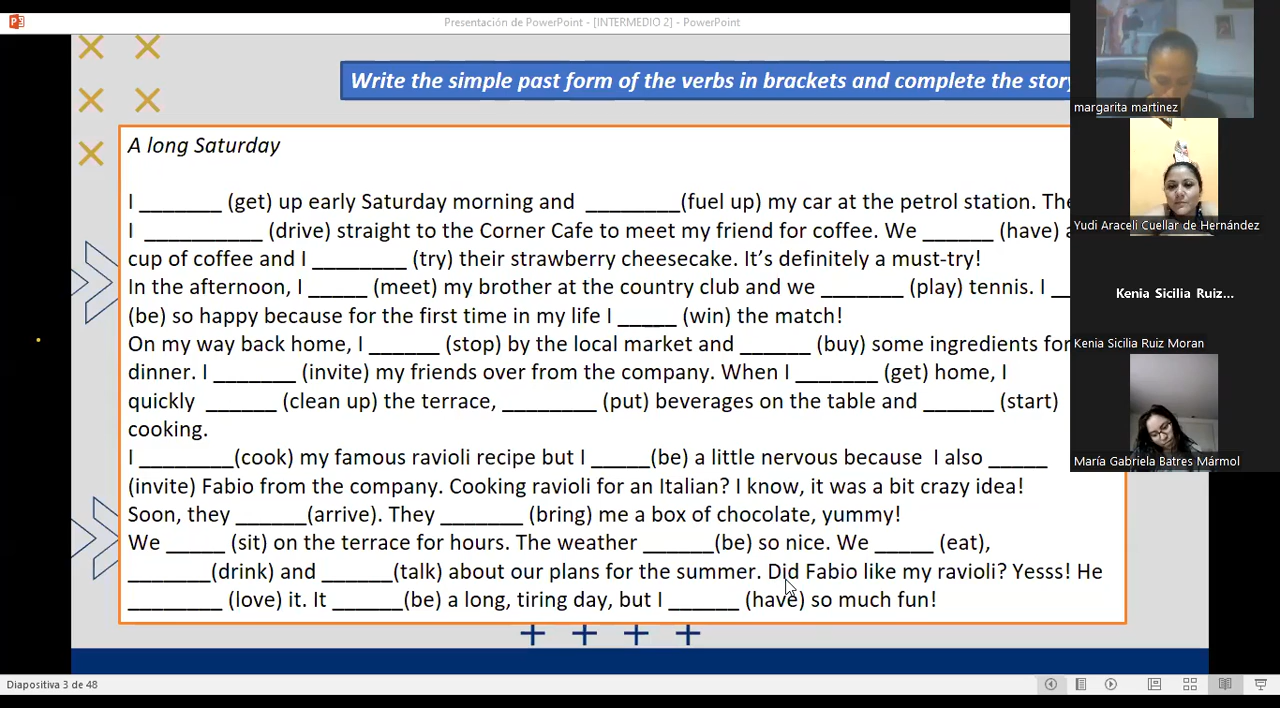 Presentación de PowerPoint - [INTERMEDIO 2] - PowerPoint
Write the simple past form of the verbs in brackets and complete the story
A long Saturday
I _______ (get) up early Saturday morning and ________(fuel up) my car at the petrol station. The
I __________ (drive) straight to the Corner Cafe to meet my friend for coffee. We ______ (have) a
cup of coffee and I ________ (try) their strawberry cheesecake. It's definitely a must-try!
In the afternoon, I _____ (meet) my brother at the country club and we _______ (play) tennis. I __
(be) so happy because for the first time in my life I _____ (win) the match!
On my way back home, I ______ (stop) by the local market and ______ (buy) some ingredients for
dinner. I _______ (invite) my friends over from the company. When I _______ (get) home, I
quickly ______ (clean up) the terrace, ________ (put) beverages on the table and ______ (start)
cooking.
I ________(cook) my famous ravioli recipe but I _____(be) a little nervous because I also _____
(invite) Fabio from the company. Cooking ravioli for an Italian? I know, it was a bit crazy idea!
Soon, they ______(arrive). They _______ (bring) me a box of chocolate, yummy!
We _____ (sit) on the terrace for hours. The weather ______(be) so nice. We _____ (eat),
_______(drink) and ______(talk) about our plans for the summer. Did Fabio like my ravioli? Yesss! He
________ (love) it. It ______(be) a long, tiring day, but I ______ (have) so much fun!
margarita martinez
Yudi Araceli Cuellar de Hernández
Kenia Sicilia Ruiz...
Kenia Sicilia Ruiz Moran
María Gabriela Batres Mármol
Diapositiva 3 de 48